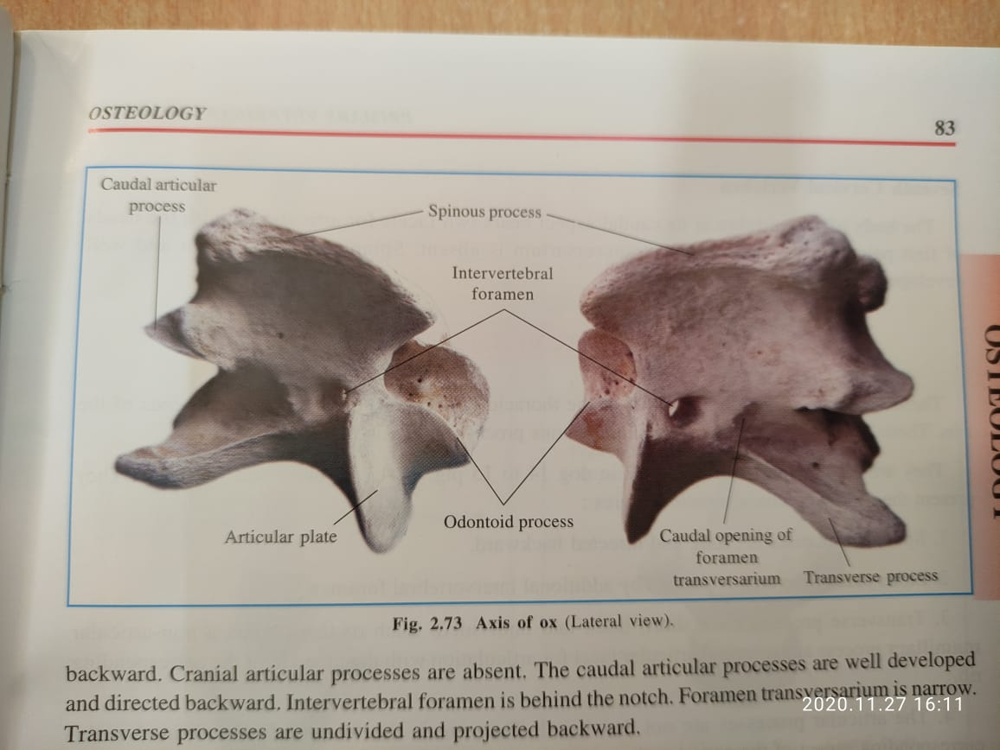 OSTEOLOGY
83
Caudal articular
process
Spinous process
Intervertebral
foramen
Odontoid process
Articular plate
Caudal opening of
foramen
transversarium
Transverse process
Fig. 2.73 Axis of ox (Lateral view).
backward. Cranial articular processes are absent. The caudal articular processes are well developed
and directed backward. Intervertebral foramen is behind the notch. Foramen transversarium is narrow.
Transverse processes are undivided and projected backward.
OSTEOLOGY
2020.11.27 16:11